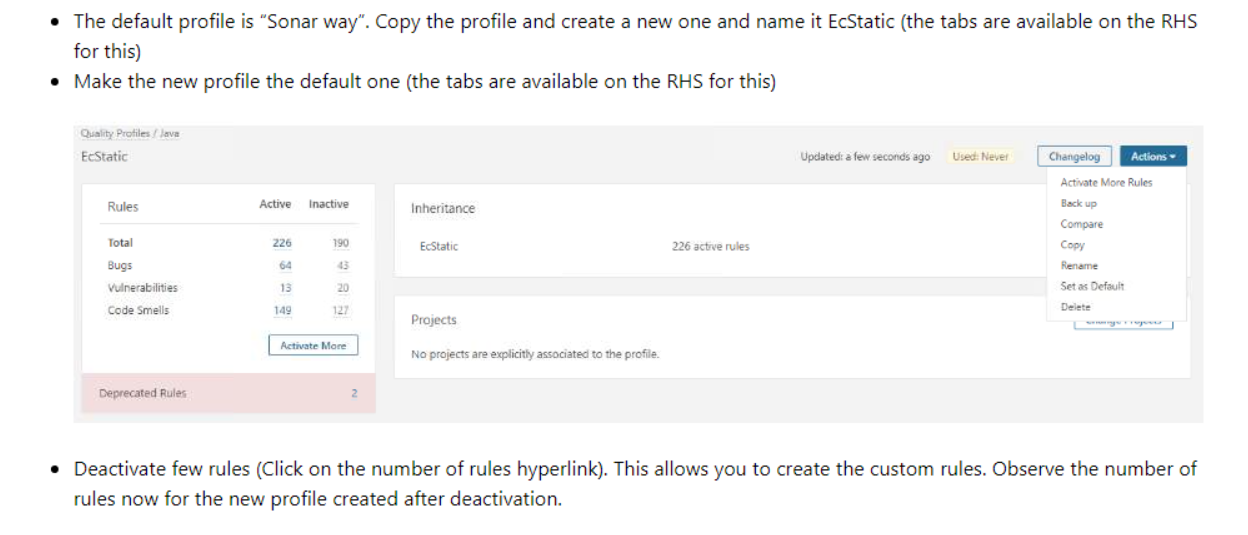 • The default profile is “Sonar way”. Copy the profile and create a new one and name it EcStatic (the tabs are available on the RHS
for this)
• Make the new profile the default one (the tabs are available on the RHS for this)
Quality Profiles / Java
EcStatic
Updated: a few seconds ago Used: Never Changelog Actions
Activate More Rules
Back up
Compare
Copy
Rename
Set as Default
Delete
Rules Active Inactive
Total 226 190
Bugs 64 43
Vulnerabilities 13 20
Code Smells 149 127
Activate More
Deprecated Rules 2
Inheritance
EcStatic 226 active rules
Projects
No projects are explicitly associated to the profile.
• Deactivate few rules (Click on the number of rules hyperlink). This allows you to create the custom rules. Observe the number of
rules now for the new profile created after deactivation.